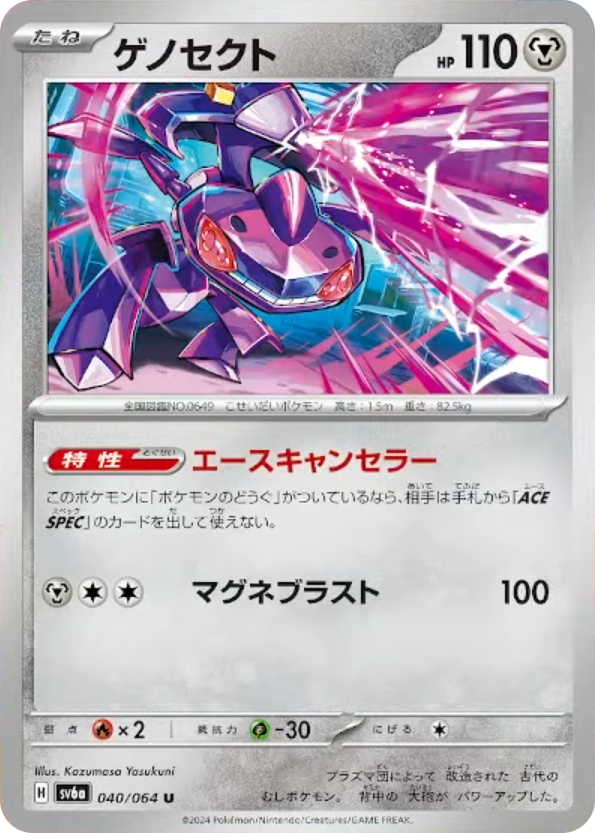 たね ゲノセクト HP 110
全国図鑑NO.0649 こせいだいポケモン 高さ:1.5m 重さ:82.5kg
特性 とくせい エースキャンセラー
このポケモンに「ポケモンのどうぐ」がついているなら、相手は手札から「ACE
SPEC」のカードを出して使えない。
マグネブラスト 100
弱点 ×2 抵抗力 -30 にげる
Illus. Kazumasa Yasukuni
H SV6a 040/064 U
プラズマ団によって 改造された 古代の
むしポケモン。 背中の 大砲が パワーアップした。
©2024 Pokémon/Nintendo/Creatures/GAME FREAK.